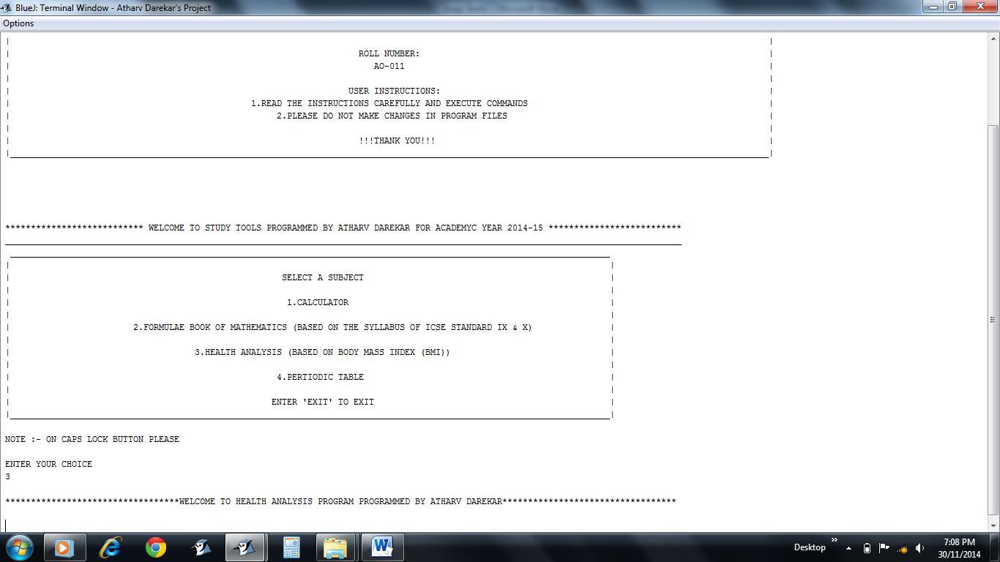 BlueJ: Terminal Window - Atharv Darekar's Project
Options
ROLL NUMBER:
AO-011
USER INSTRUCTIONS:
1.READ THE INSTRUCTIONS CAREFULLY AND EXECUTE COMMANDS
2.PLEASE DO NOT MAKE CHANGES IN PROGRAM FILES
!!!THANK YOU!!!
*************************** WELCOME TO STUDY TOOLS PROGRAMMED BY ATHARV DAREKAR FOR ACADEMYC YEAR 2014-15 **************************
SELECT A SUBJECT
1.CALCULATOR
2.FORMULAE BOOK OF MATHEMATICS (BASED ON THE SYLLABUS OF ICSE STANDARD IX & X)
3.HEALTH ANALYSIS (BASED ON BODY MASS INDEX (BMI))
4.PERTIODIC TABLE
ENTER 'EXIT' TO EXIT
NOTE :- ON CAPS LOCK BUTTON PLEASE
ENTER YOUR CHOICE
3
**********************************WELCOME TO HEALTH ANALYSIS PROGRAM PROGRAMMED BY ATHARV DAREKAR**********************************
Desktop
7:08 PM
30/11/2014